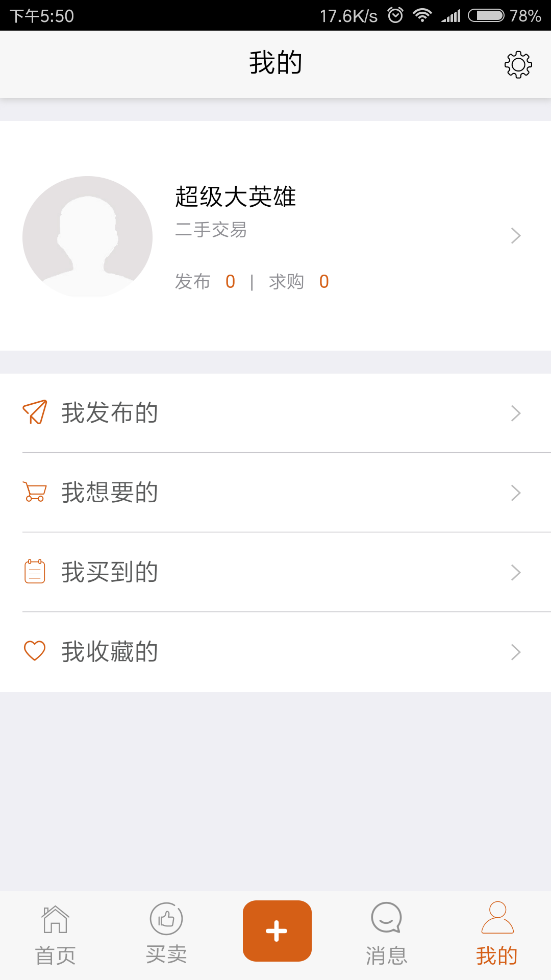 下午5:50 17.6K/s 78%
我的
超级大英雄
二手交易
发布 0 | 求购 0
我发布的
我想要的
我买到的
我收藏的
首页 买卖 消息 我的